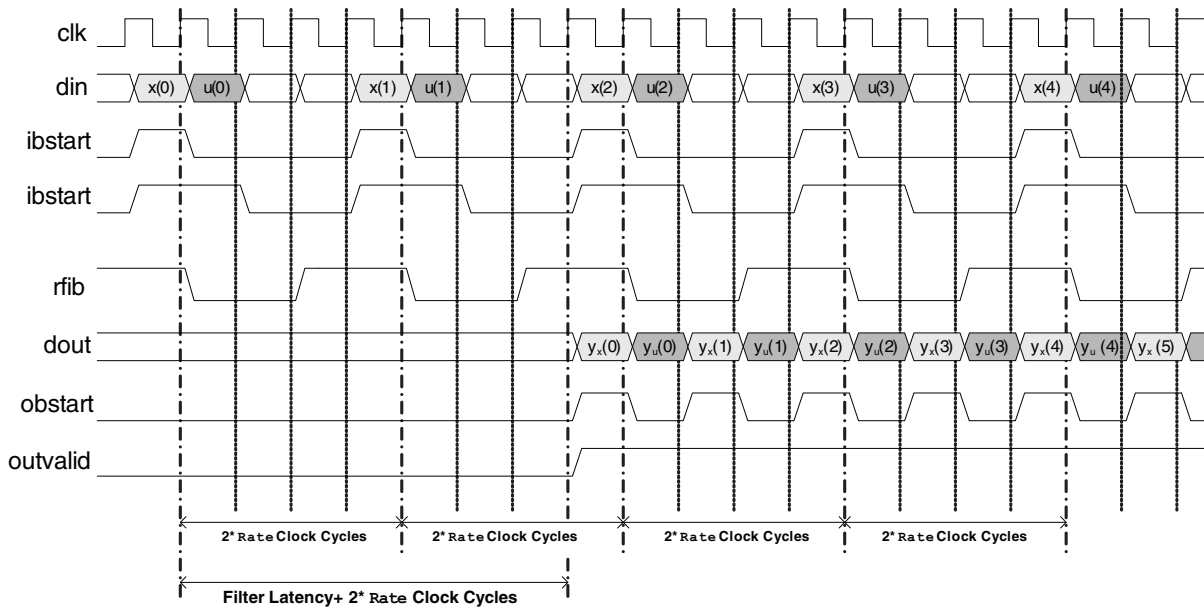 clk
din x(0) u(0) x(1) u(1) x(2) u(2) x(3) u(3) x(4) u(4)
ibstart
ibstart
rfib
dout yx(0) yu(0) yx(1) yu(1) yx(2) yu(2) yx(3) yu(3) yx(4) yu (4) yx (5)
obstart
outvalid
2* Rate Clock Cycles 2* Rate Clock Cycles 2* Rate Clock Cycles 2* Rate Clock Cycles
Filter Latency+ 2* Rate Clock Cycles